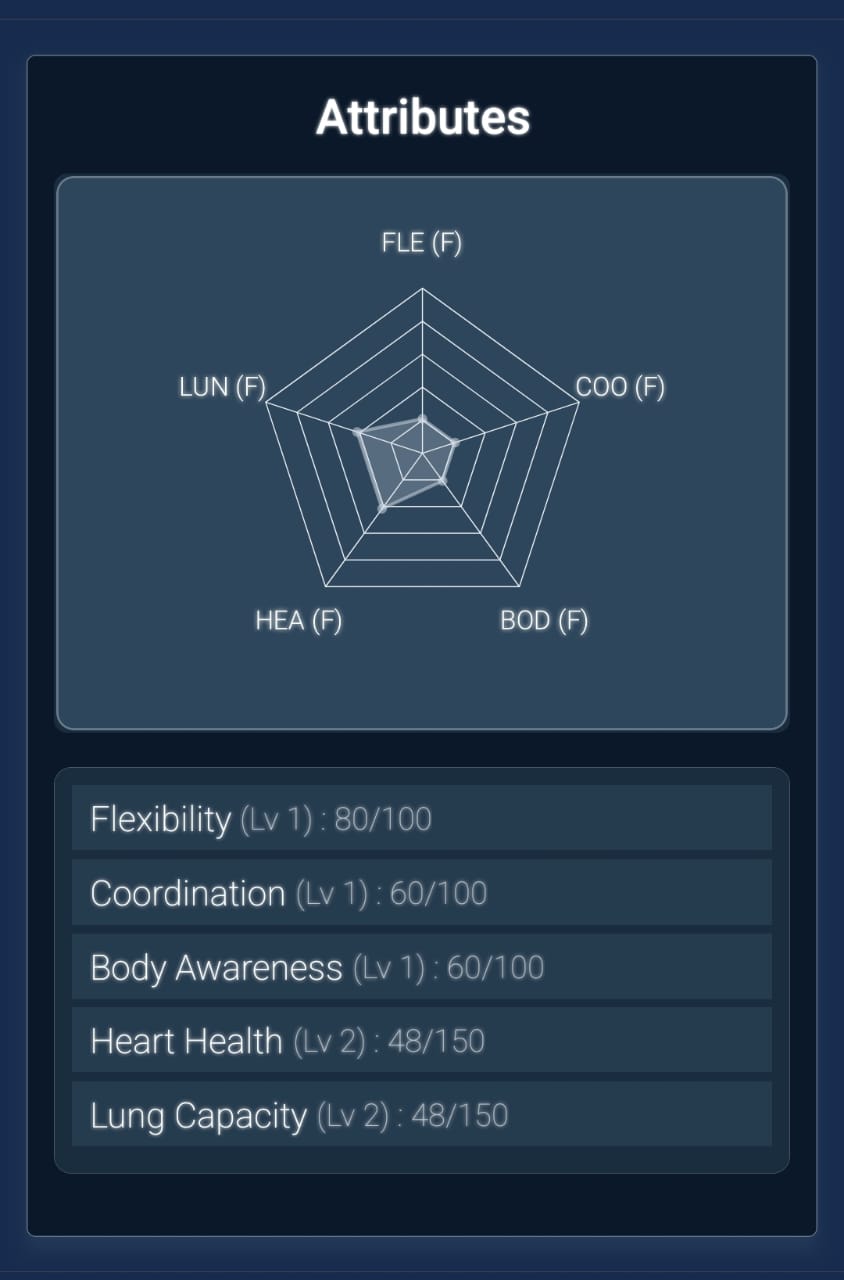 Attributes
FLE (F)
LUN (F)
COO (F)
HEA (F)
BOD (F)
Flexibility (Lv 1) : 80/100
Coordination (Lv 1) : 60/100
Body Awareness (Lv 1) : 60/100
Heart Health (Lv 2) : 48/150
Lung Capacity (Lv 2) : 48/150